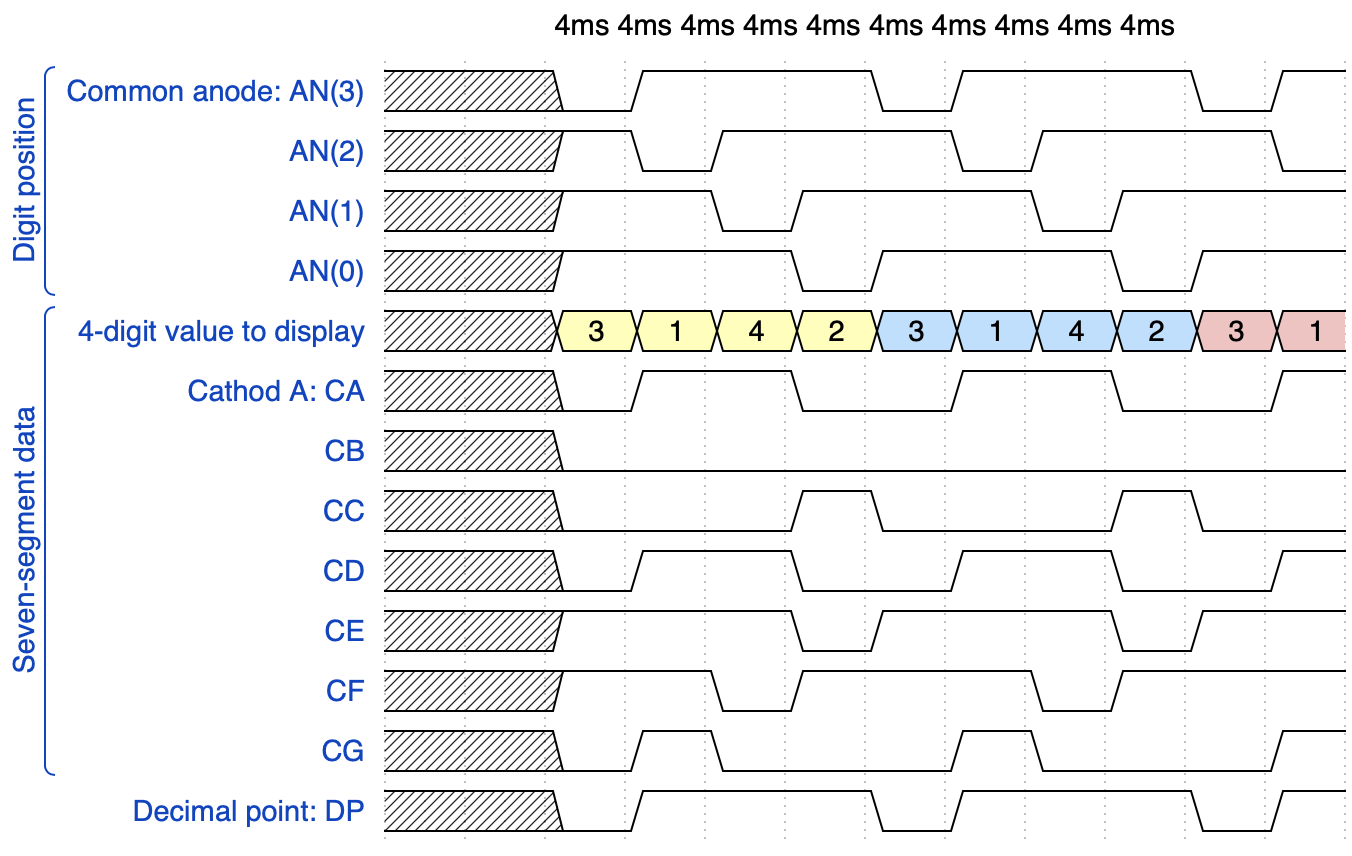 4ms 4ms 4ms 4ms 4ms 4ms 4ms 4ms 4ms 4ms
Digit position
Common anode: AN(3)
AN(2)
AN(1)
AN(0)
Seven-segment data
4-digit value to display 3 1 4 2 3 1 4 2 3 1
Cathod A: CA
CB
CC
CD
CE
CF
CG
Decimal point: DP